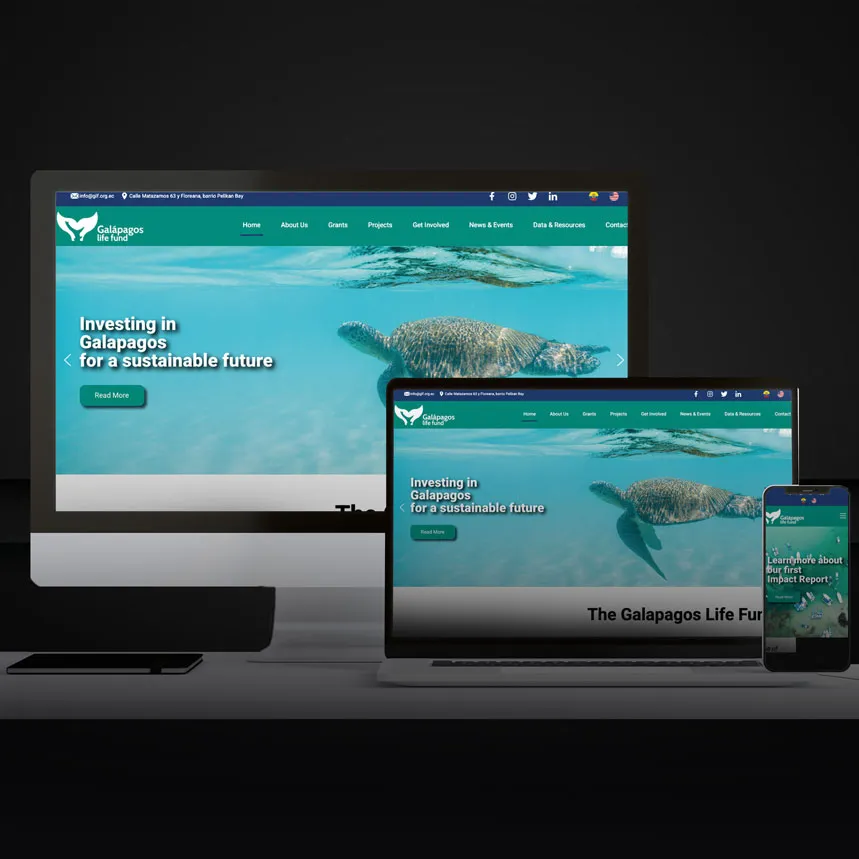 info@glf.org.ec Calle Matazarnos 63 y Floreana, barrio Pelikan Bay
Galápagos
life fund
Home About Us Grants Projects Get Involved News & Events Data & Resources Contact
Investing in
Galapagos
for a sustainable future
Read More
The
info@glf.org.ec Calle Matazarnos 63 y Floreana, barrio Pelikan Bay
Galápagos
life fund
Home About Us Grants Projects Get Involved News & Events Data & Resources Contact
Investing in
Galapagos
for a sustainable future
Read More
The Galapagos Life Fun
Galápagos
life fund
Learn more about
our first
Impact Report
Read More